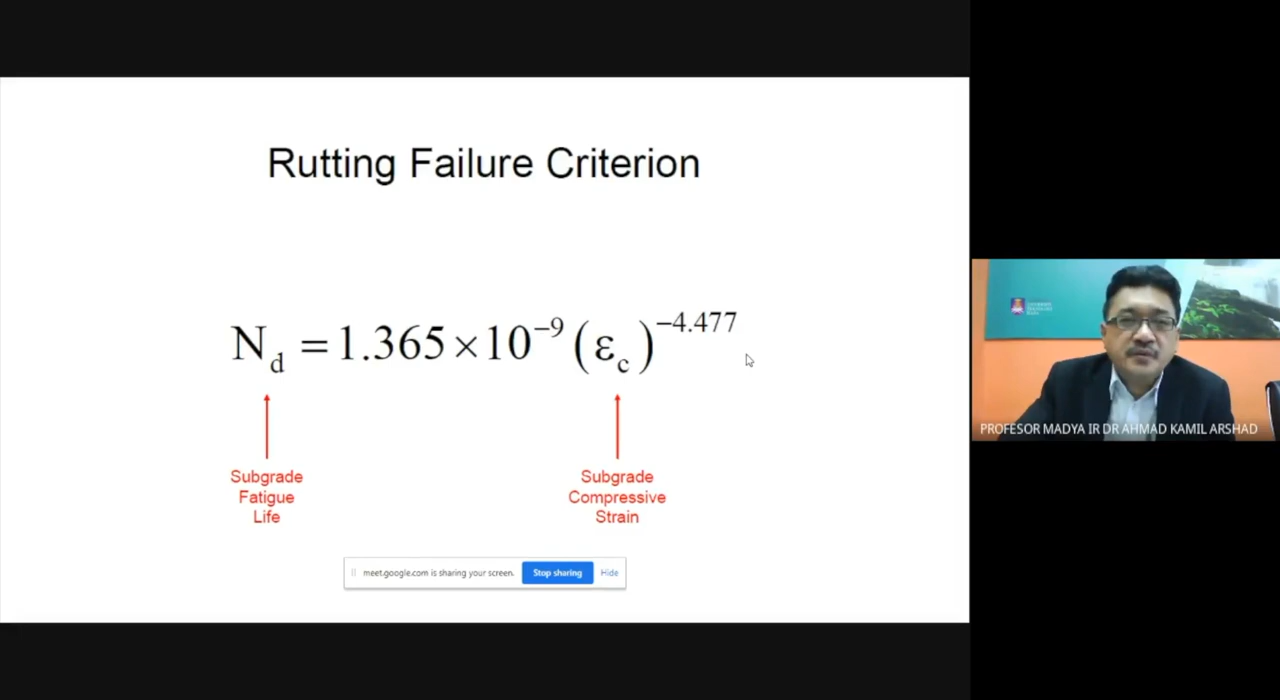 Rutting Failure Criterion
N_d = 1.365 × 10^−9 (ε_c)^−4.477
Subgrade
Fatigue
Life
Subgrade
Compressive
Strain
meet.google.com is sharing your screen. Stop sharing Hide
PROFESOR MADYA IR DR AHMAD KAMIL ARSHAD